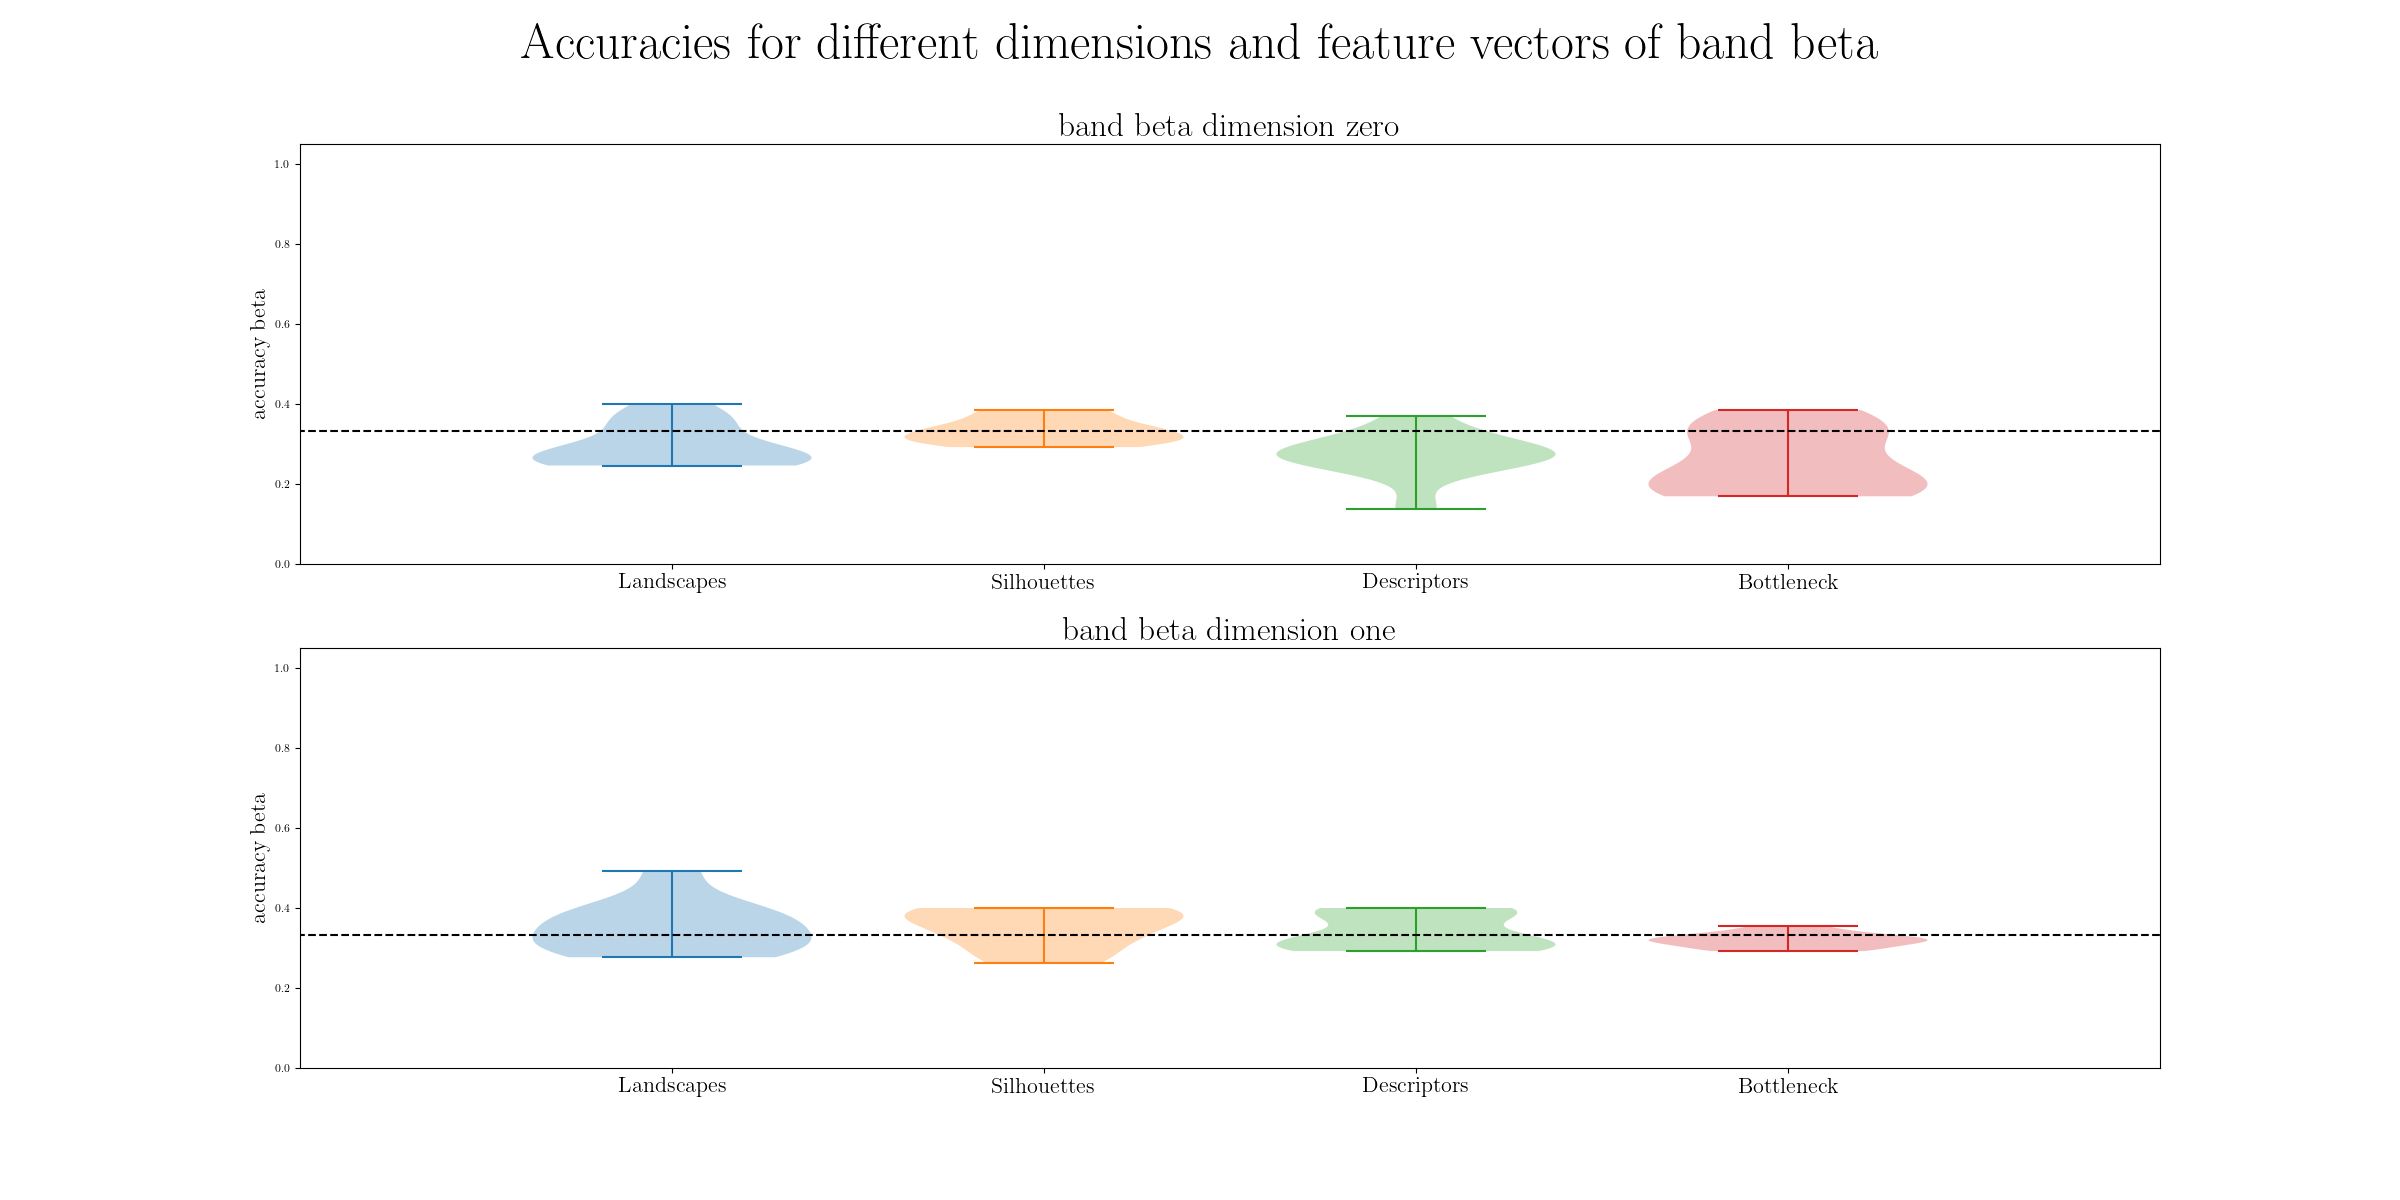 Accuracies for different dimensions and feature vectors of band beta
band beta dimension zero
1.0
0.8
0.6
0.4
0.2
0.0
accuracy beta
Landscapes Silhouettes Descriptors Bottleneck
band beta dimension one
1.0
0.8
0.6
0.4
0.2
0.0
accuracy beta
Landscapes Silhouettes Descriptors Bottleneck